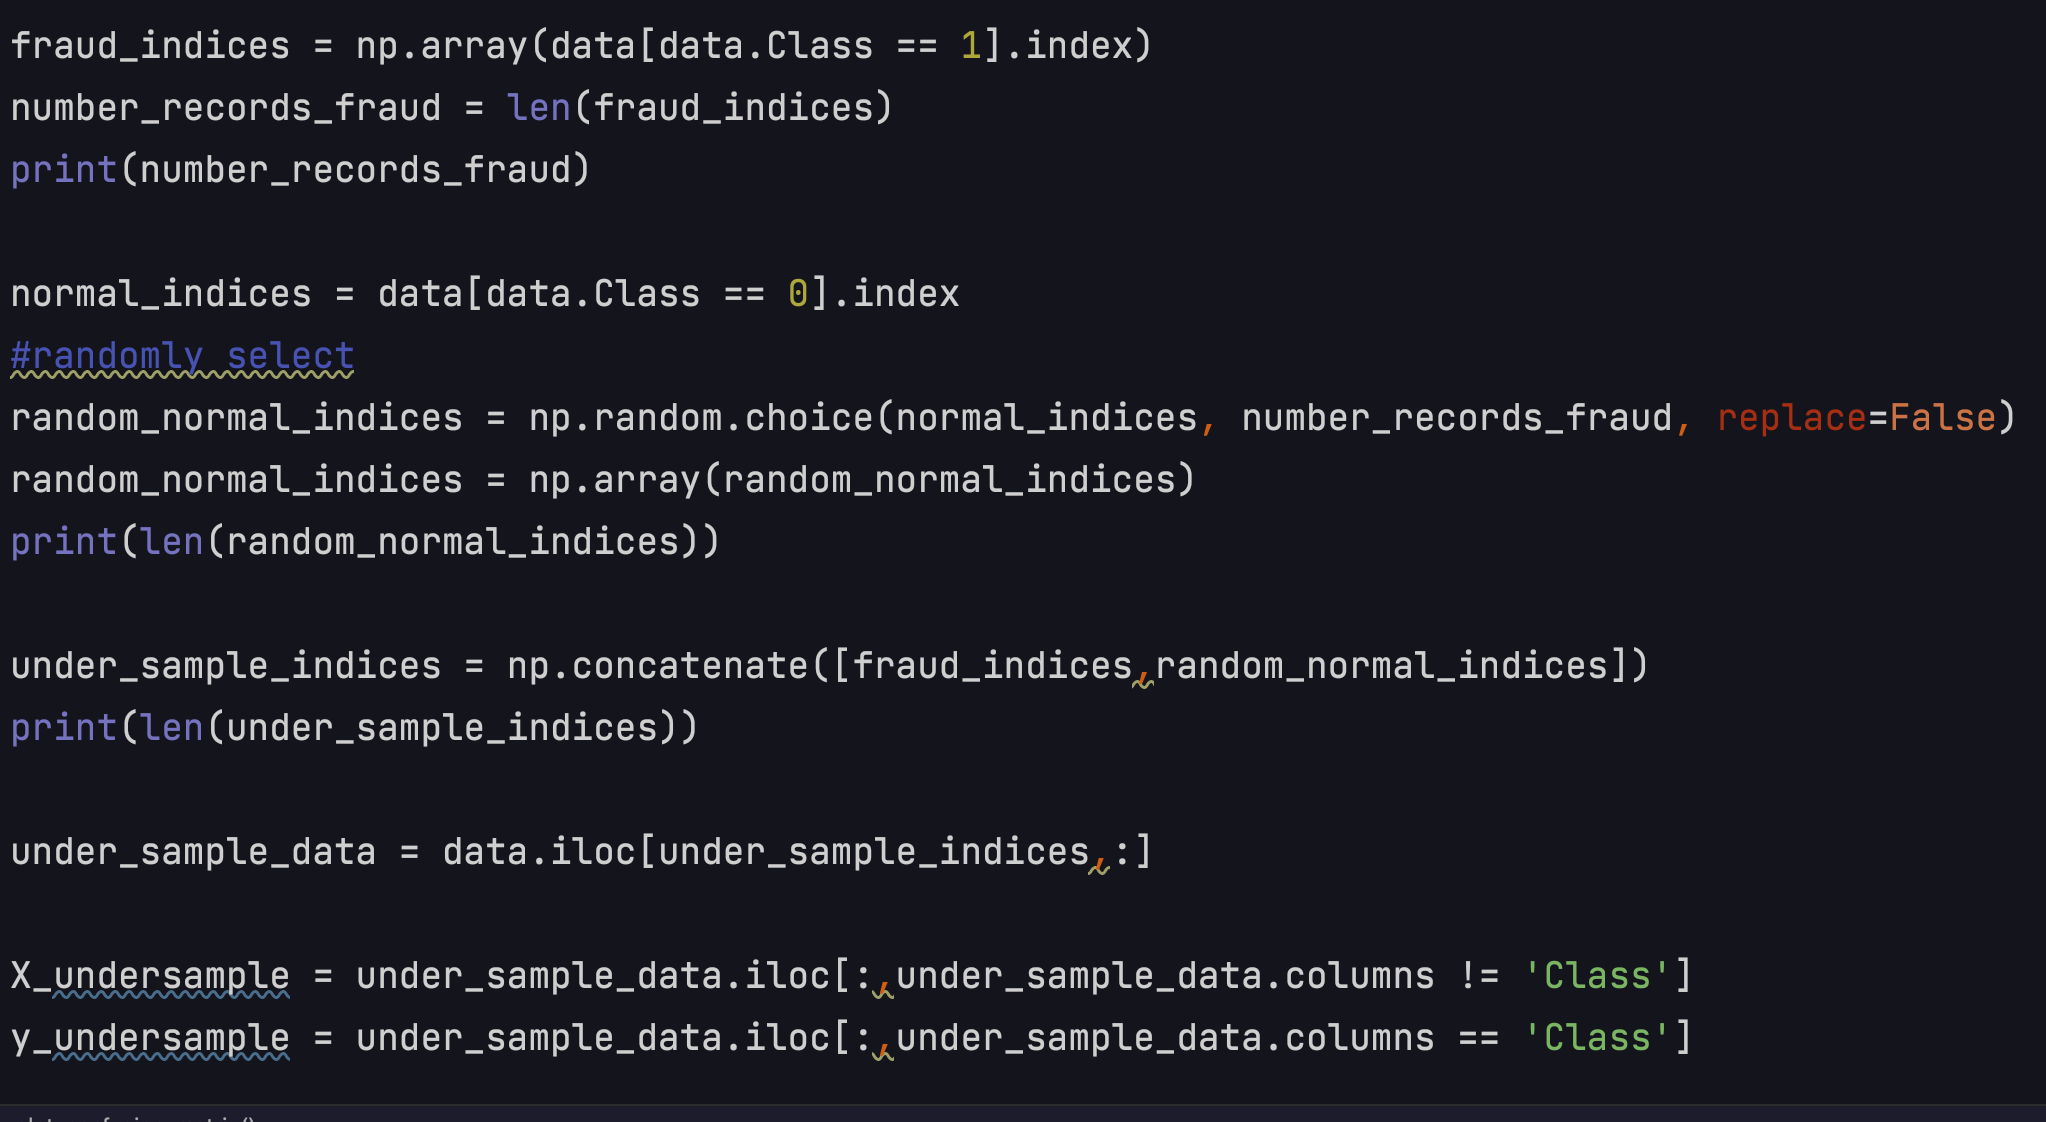 fraud_indices = np.array(data[data.Class == 1].index)
number_records_fraud = len(fraud_indices)
print(number_records_fraud)
normal_indices = data[data.Class == 0].index
#randomly select
random_normal_indices = np.random.choice(normal_indices, number_records_fraud, replace=False)
random_normal_indices = np.array(random_normal_indices)
print(len(random_normal_indices))
under_sample_indices = np.concatenate([fraud_indices,random_normal_indices])
print(len(under_sample_indices))
under_sample_data = data.iloc[under_sample_indices,:]
X_undersample = under_sample_data.iloc[:,under_sample_data.columns != 'Class']
y_undersample = under_sample_data.iloc[:,under_sample_data.columns == 'Class']